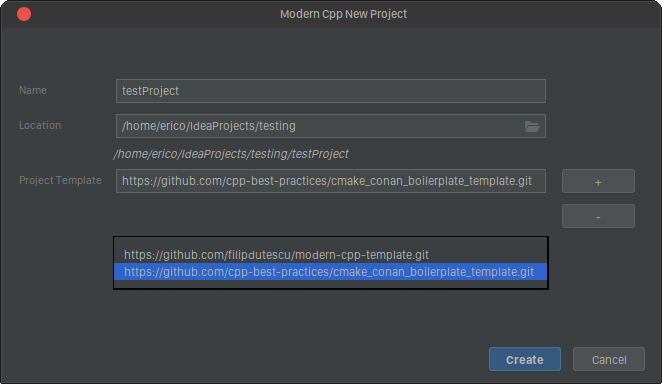 Modern Cpp New Project
Name
testProject
Location
/home/erico/IdeaProjects/testing
/home/erico/IdeaProjects/testing/testProject
Project Template
https://github.com/cpp-best-practices/cmake_conan_boilerplate_template.git
+
-
https://github.com/filipdutescu/modern-cpp-template.git
https://github.com/cpp-best-practices/cmake_conan_boilerplate_template.git
Create
Cancel